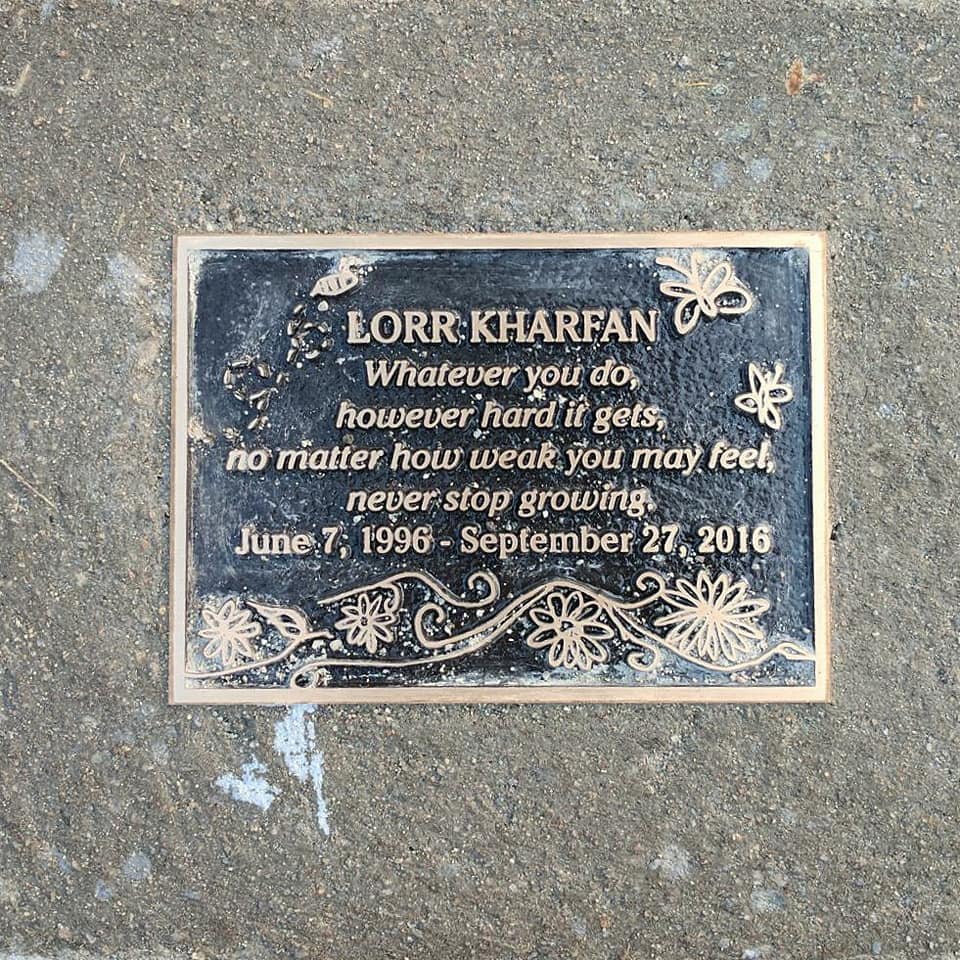 LORR KHARFAN
Whatever you do,
however hard it gets,
no matter how weak you may feel,
never stop growing.
June 7, 1996 - September 27, 2016